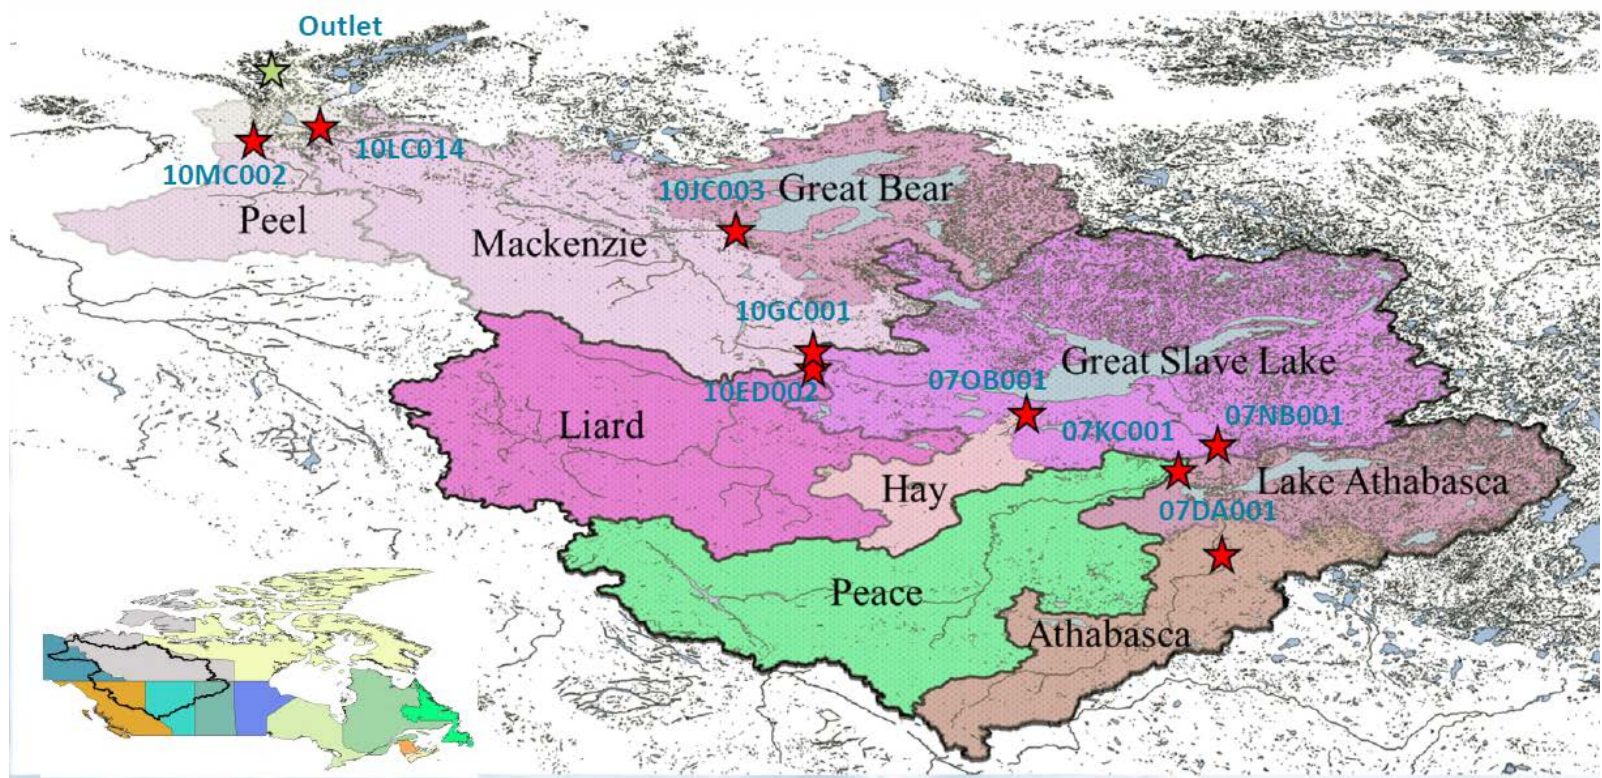 Outlet
10LC014
10MC002
10JC003
Great Bear
Peel
Mackenzie
10GC001
Great Slave Lake
10ED002
07OB001
Liard
07KC001
07NB001
Hay
Lake Athabasca
07DA001
Peace
Athabasca